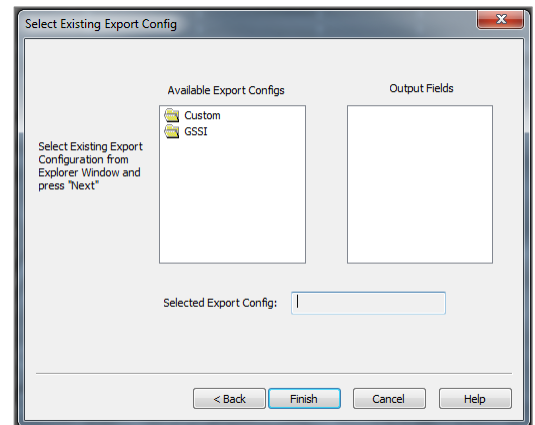 Select Existing Export Config
Available Export Configs
Output Fields
Custom
GSSI
Select Existing Export
Configuration from
Explorer Window and
press "Next"
Selected Export Config:
< Back
Finish
Cancel
Help